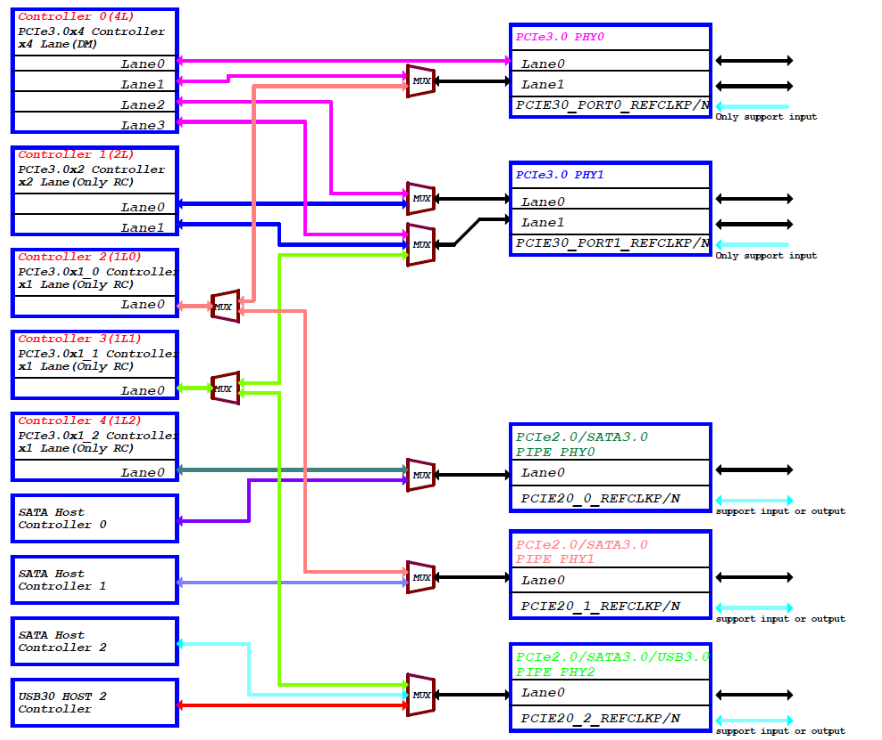 Controller 0(4L)
PCIe3.0x4 Controller
x4 Lane(DM)
Lane0
Lane1
Lane2
Lane3
Controller 1(2L)
PCIe3.0x2 Controller
x2 Lane(Only RC)
Lane0
Lane1
Controller 2(1L0)
PCIe3.0x1_0 Controller
x1 Lane(Only RC)
Lane0
Controller 3(1L1)
PCIe3.0x1_1 Controller
x1 Lane(Only RC)
Lane0
Controller 4(1L2)
PCIe3.0x1_2 Controller
x1 Lane(Only RC)
Lane0
SATA Host
Controller 0
SATA Host
Controller 1
SATA Host
Controller 2
USB30 HOST 2
Controller
MUX
MUX
MUX
MUX
MUX
MUX
MUX
MUX
PCIe3.0 PHY0
Lane0
Lane1
PCIE30_PORT0_REFCLKP/N
Only support input
PCIe3.0 PHY1
Lane0
Lane1
PCIE30_PORT1_REFCLKP/N
Only support input
PCIe2.0/SATA3.0
PIPE PHY0
Lane0
PCIE20_0_REFCLKP/N
support input or output
PCIe2.0/SATA3.0
PIPE PHY1
Lane0
PCIE20_1_REFCLKP/N
support input or output
PCIe2.0/SATA3.0/USB3.0
PIPE PHY2
Lane0
PCIE20_2_REFCLKP/N
support input or output